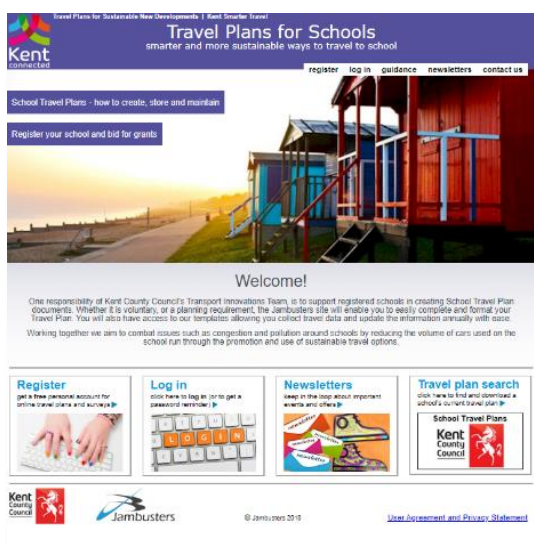 Travel Plans for Sustainable New Developments | Kent Smarter Travel
Travel Plans for Schools
smarter and more sustainable ways to travel to school
Kent
connected
register log in guidance newsletters contact us
School Travel Plans - how to create, store and maintain
Register your school and bid for grants
Welcome!
One responsibility of Kent County Council's Transport Innovations Team, is to support registered schools in creating School Travel Plan
documents. Whether it is voluntary, or a planning requirement, the Jambusters site will enable you to easily complete and format your
Travel Plan. You will also have access to our templates allowing you collect travel data and update the information annually with ease.
Working together we aim to combat issues such as congestion and pollution around schools by reducing the volume of cars used on the
school run through the promotion and use of sustainable travel options.
Register
get a free personal account for
online travel plans and surveys
Log in
click here to log in (or to get a
password reminder)
LOGIN
Newsletters
keep in the loop about important
events and offers
newsletter
newsletter
newsletter
Travel plan search
click here to find and download a
school's current travel plan
School Travel Plans
Kent
County
Council
Kent
County
Council
Jambusters
© Jambusters
User Agreement and Privacy Statement